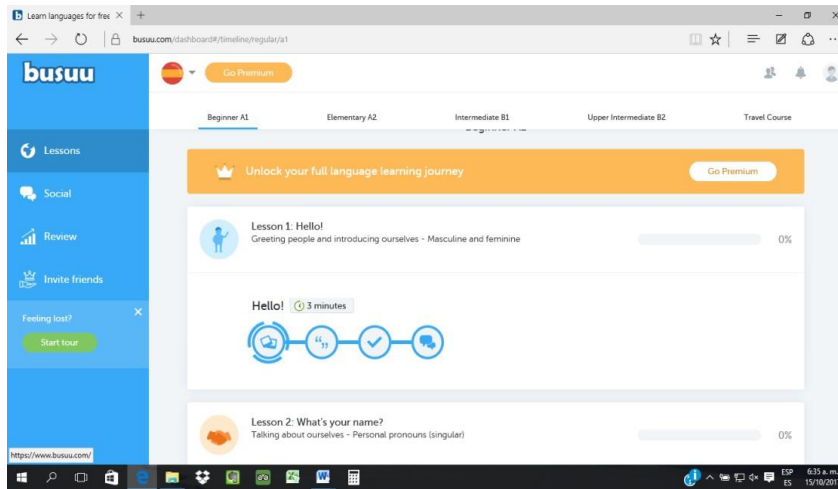 Learn languages for free
busuu.com/dashboard#/timeline/regular/a1
busuu
Go Premium
Beginner A1
Elementary A2
Intermediate B1
Upper Intermediate B2
Travel Course
Lessons
Social
Review
Invite friends
Feeling lost?
Start tour
Unlock your full language learning journey
Go Premium
Lesson 1: Hello!
Greeting people and introducing ourselves - Masculine and feminine
0%
Hello! 3 minutes
Lesson 2: What's your name?
Talking about ourselves - Personal pronouns (singular)
0%
https://www.busuu.com/
ESP
ES
6:35 a. m.
15/10/201